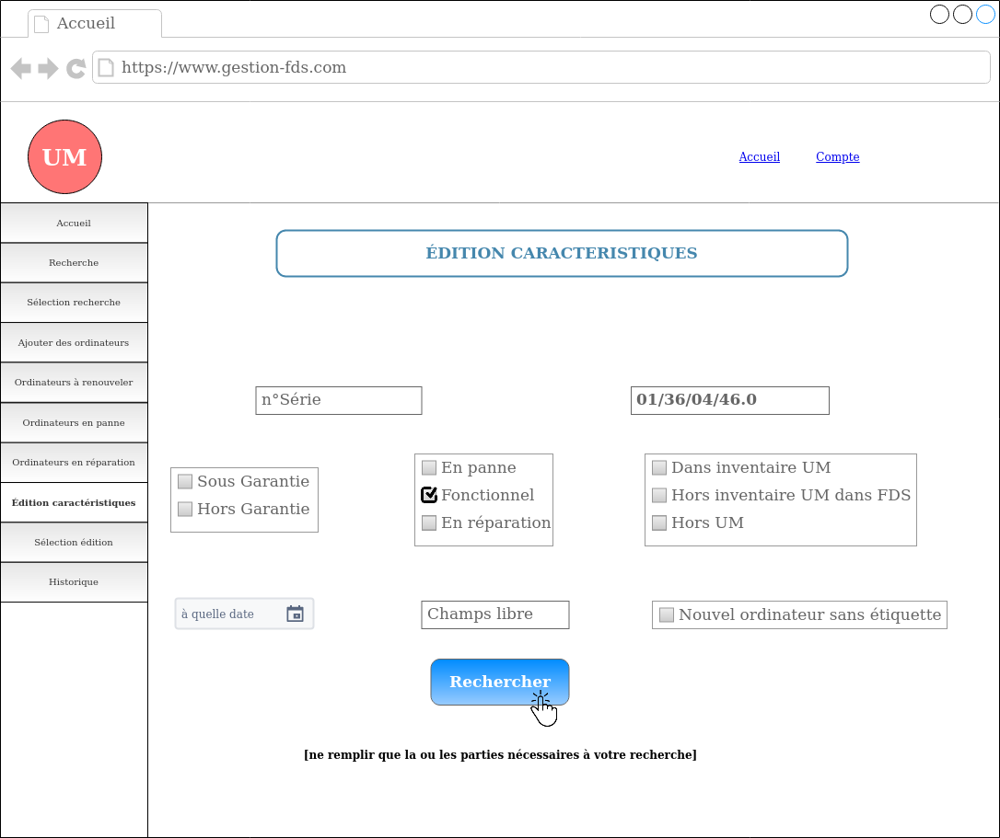 Accueil
https://www.gestion-fds.com
UM
Accueil Compte
Accueil
Recherche
Sélection recherche
Ajouter des ordinateurs
Ordinateurs à renouveler
Ordinateurs en panne
Ordinateurs en réparation
Édition caractéristiques
Sélection édition
Historique
ÉDITION CARACTERISTIQUES
n°Série
01/36/04/46.0
Sous Garantie
Hors Garantie
En panne
Fonctionnel
En réparation
Dans inventaire UM
Hors inventaire UM dans FDS
Hors UM
à quelle date
Champs libre
Nouvel ordinateur sans étiquette
Rechercher
[ne remplir que la ou les parties nécessaires à votre recherche]